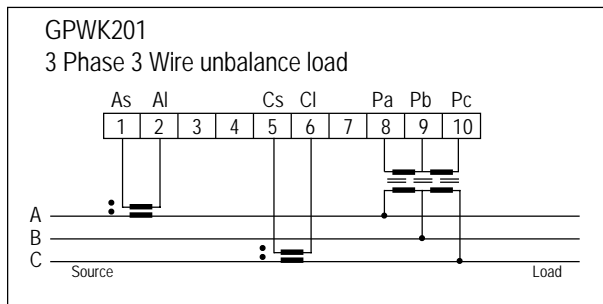 GPWK201
3 Phase 3 Wire unbalance load
As Al Cs Cl Pa Pb Pc
1 2 3 4 5 6 7 8 9 10
A
B
C
Source Load